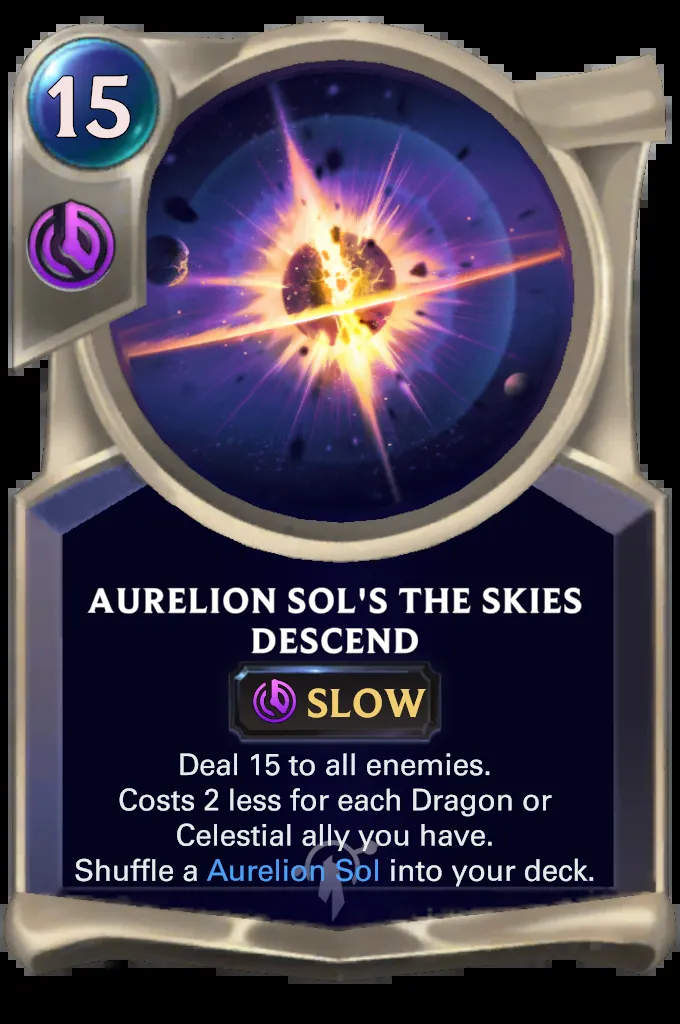 15
AURELION SOL'S THE SKIES
DESCEND
SLOW
Deal 15 to all enemies.
Costs 2 less for each Dragon or
Celestial ally you have.
Shuffle a Aurelion Sol into your deck.